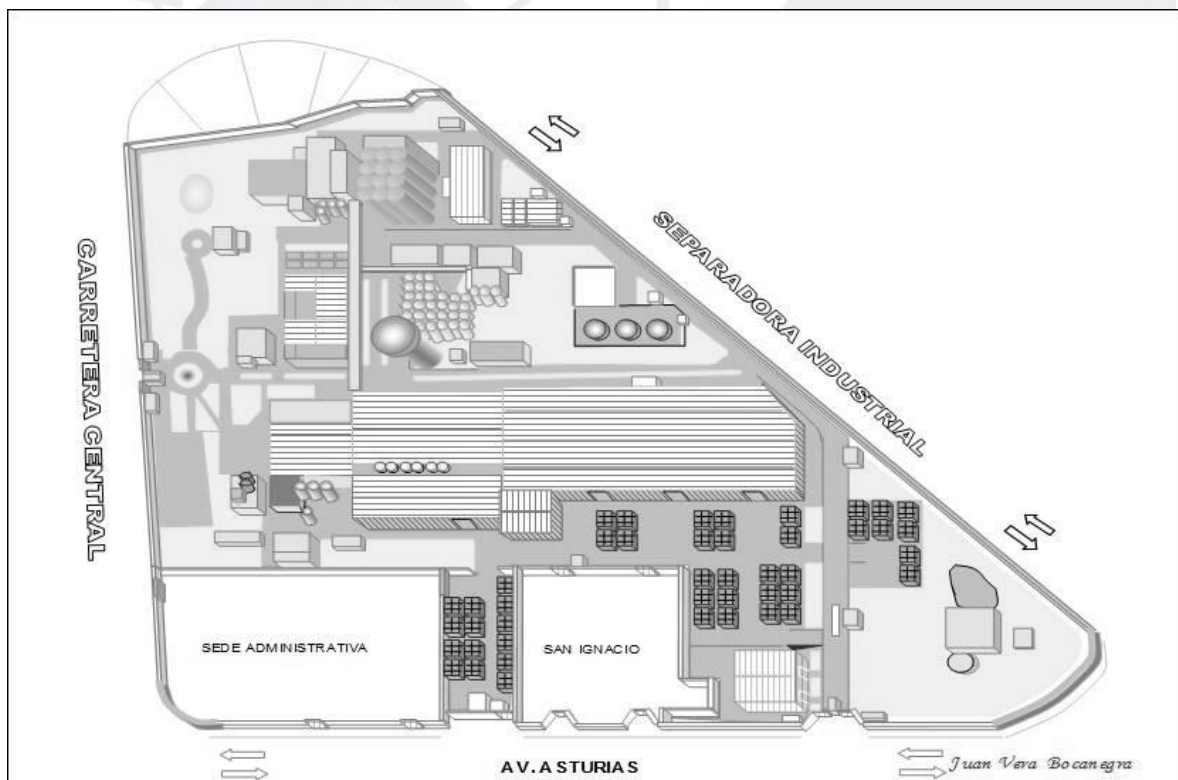 SEPARADORA INDUSTRIAL
CARRETERA CENTRAL
SEDE ADMINISTRATIVA
SAN IGNACIO
AV. ASTURIAS
Juan Vera Bocanegra